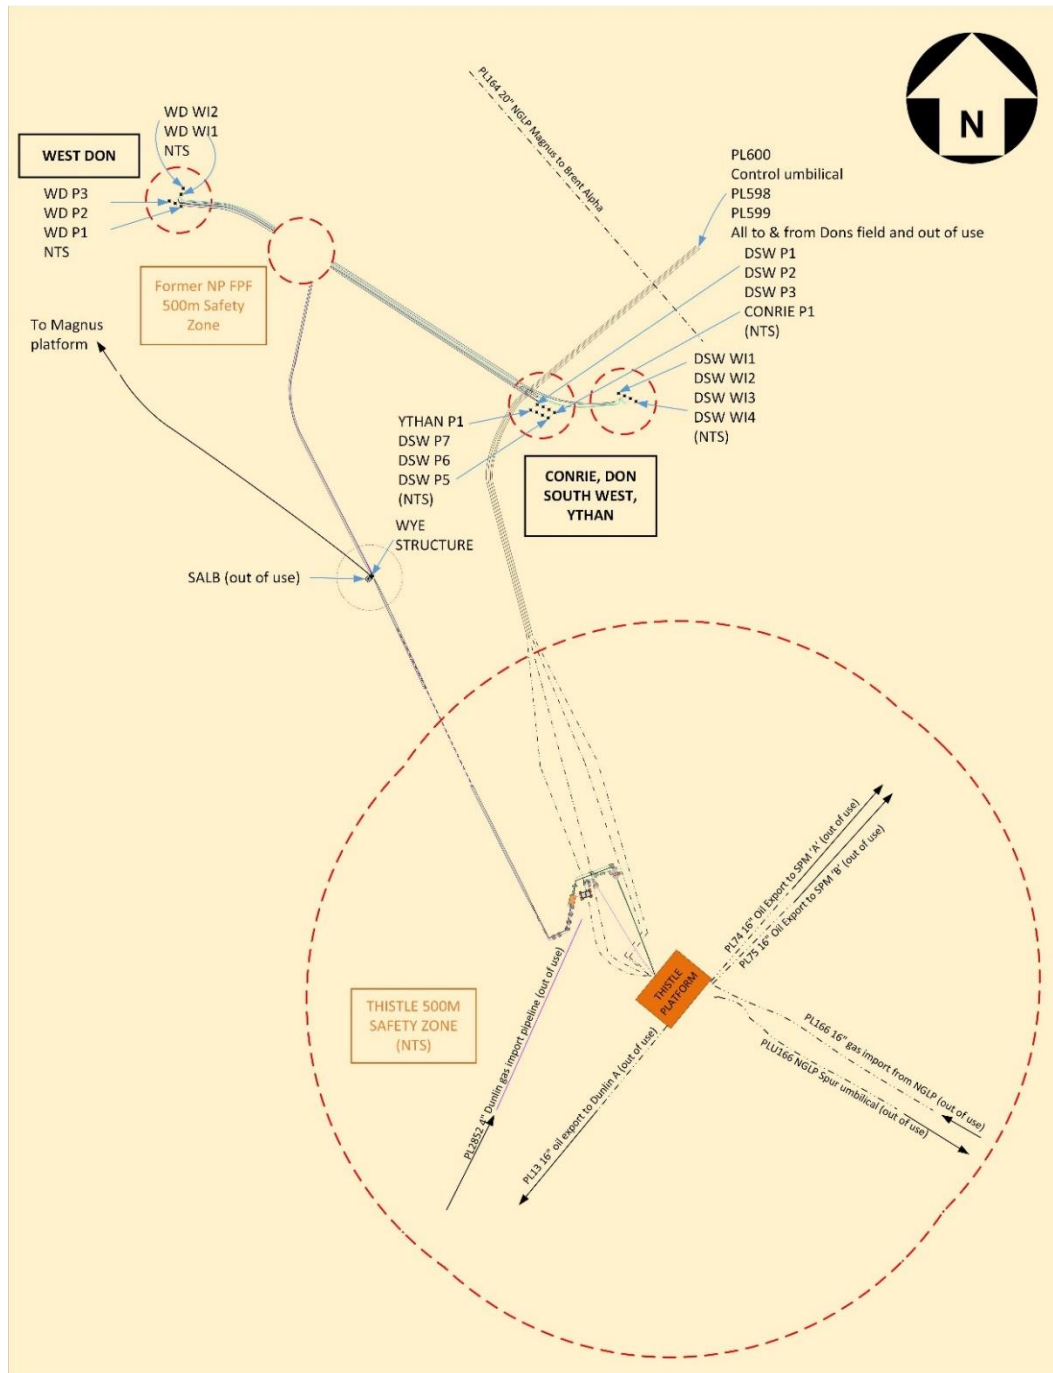 N
PL164 20" NGLP Magnus to Brent Alpha
WD WI2
WD WI1
NTS
WEST DON
WD P3
WD P2
WD P1
NTS
PL600
Control umbilical
PL598
PL599
All to & from Dons field and out of use
DSW P1
DSW P2
DSW P3
CONRIE P1
(NTS)
Former NP FPF
500m Safety
Zone
To Magnus
platform
DSW WI1
DSW WI2
DSW WI3
DSW WI4
(NTS)
YTHAN P1
DSW P7
DSW P6
DSW P5
(NTS)
CONRIE, DON
SOUTH WEST,
YTHAN
WYE
STRUCTURE
SALB (out of use)
PL74 16" Oil Export to SPM 'A' (out of use)
PL75 16" Oil Export to SPM 'B' (out of use)
THISTLE
PLATFORM
THISTLE 500M
SAFETY ZONE
(NTS)
PL2852 4" Dunlin gas import pipeline (out of use)
PL13 16" oil export to Dunlin A (out of use)
PL166 16" gas import from NGLP (out of use)
PLU166 NGLP Spur umbilical (out of use)